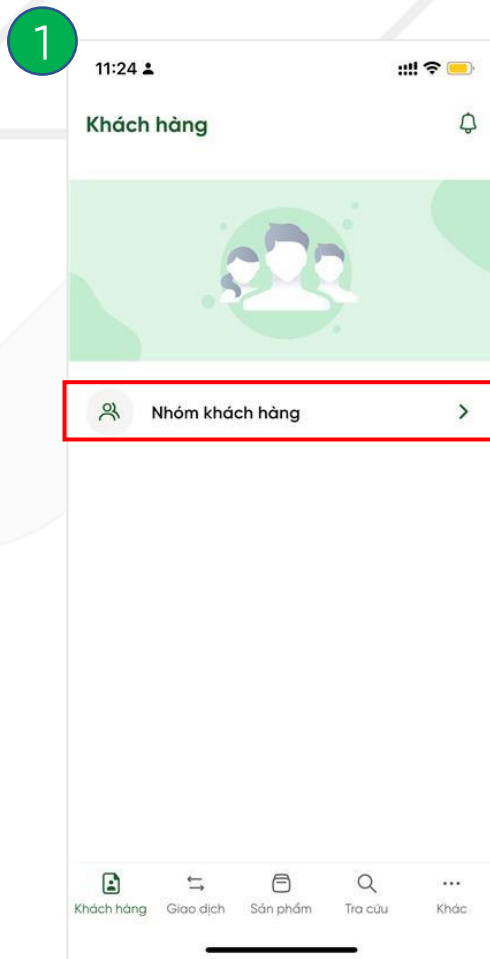 1
11:24
Khách hàng
Nhóm khách hàng
Khách hàng Giao dịch Sản phẩm Tra cứu Khác